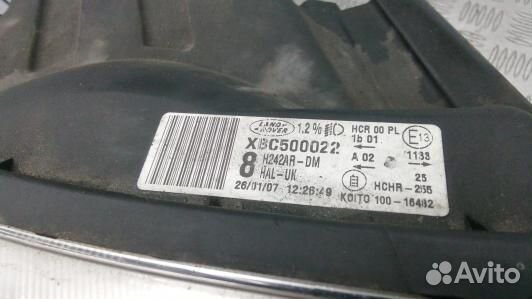 LAND ROVER
1.2%
HCR 00 PL
1b 01
E13
XBC500022
A 02
1133
8
H242AR-DM
HAL-UK
25
HCHR-255
26/01/07 12:26:49
KOITO 100-16482
Avito